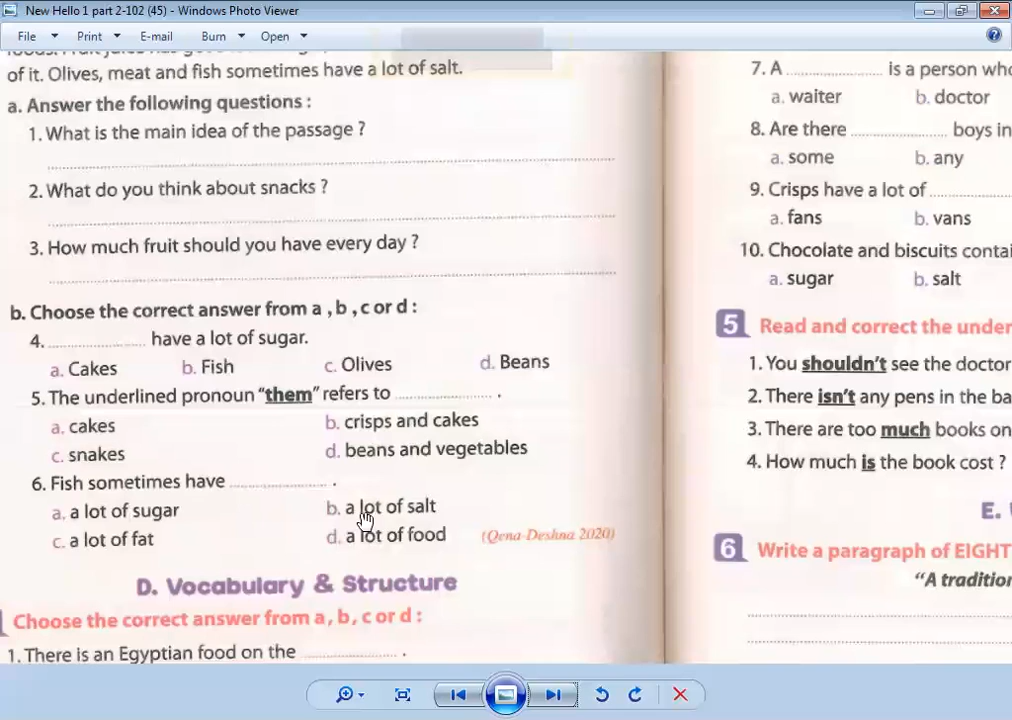 New Hello 1 part 2-102 (45) - Windows Photo Viewer
File Print E-mail Burn Open
of it. Olives, meat and fish sometimes have a lot of salt.
a. Answer the following questions :
1. What is the main idea of the passage ?
2. What do you think about snacks ?
3. How much fruit should you have every day ?
b. Choose the correct answer from a , b , c or d :
4. .................... have a lot of sugar.
a. Cakes b. Fish c. Olives d. Beans
5. The underlined pronoun “them” refers to .................... .
a. cakes b. crisps and cakes
c. snakes d. beans and vegetables
6. Fish sometimes have .................... .
a. a lot of sugar b. a lot of salt
c. a lot of fat d. a lot of food (Qena-Deshna 2020)
D. Vocabulary & Structure
Choose the correct answer from a , b , c or d :
1. There is an Egyptian food on the .................... .
7. A .................... is a person who
a. waiter b. doctor
8. Are there .................... boys in
a. some b. any
9. Crisps have a lot of ....................
a. fans b. vans
10. Chocolate and biscuits contai
a. sugar b. salt
5 Read and correct the under
1. You shouldn't see the doctor
2. There isn't any pens in the ba
3. There are too much books on
4. How much is the book cost ?
E.
6 Write a paragraph of EIGHT
“A tradition